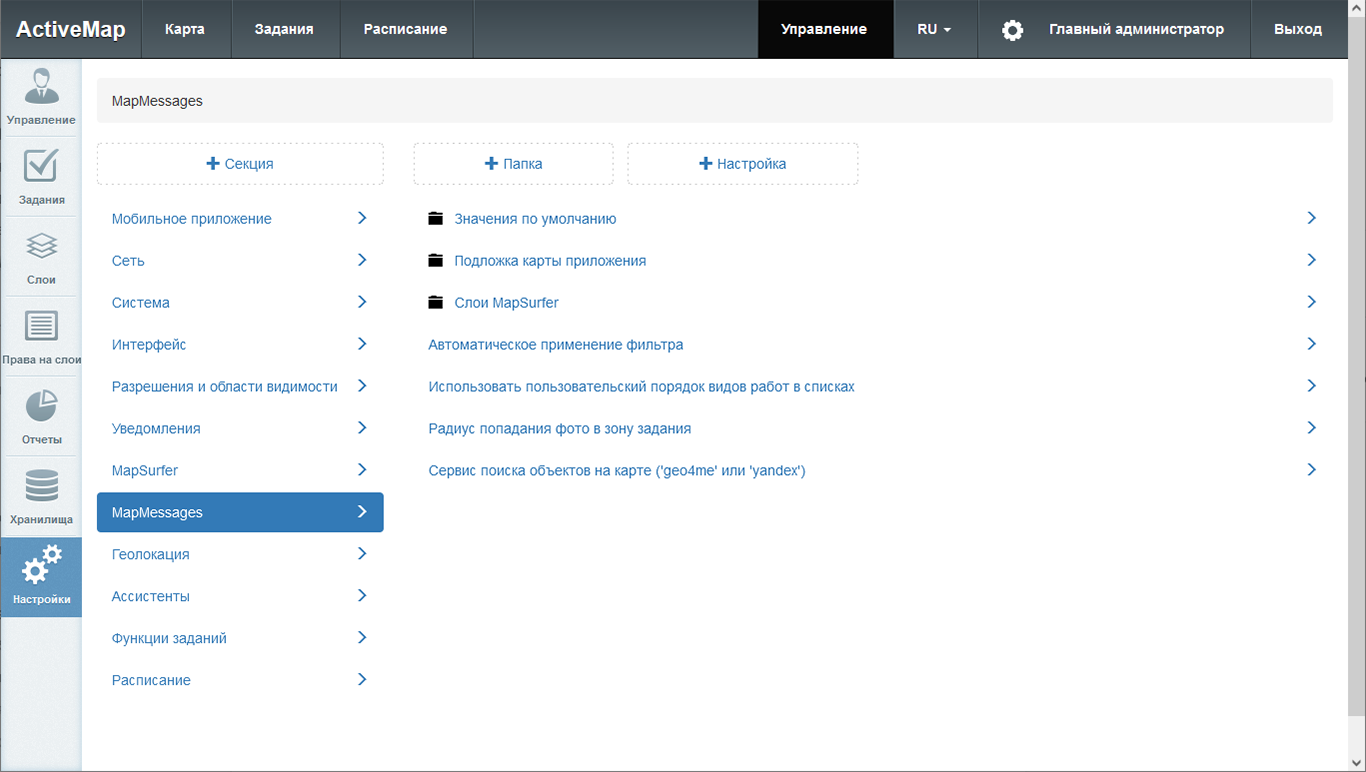 ActiveMap Карта Задания Расписание Управление RU Главный администратор Выход
Управление
Задания
Слои
Права на слои
Отчеты
Хранилища
Настройки
MapMessages
Секция
Папка
Настройка
Мобильное приложение
Сеть
Система
Интерфейс
Разрешения и области видимости
Уведомления
MapSurfer
MapMessages
Геолокация
Ассистенты
Функции заданий
Расписание
Значения по умолчанию
Подложка карты приложения
Слои MapSurfer
Автоматическое применение фильтра
Использовать пользовательский порядок видов работ в списках
Радиус попадания фото в зону задания
Сервис поиска объектов на карте ('geo4me' или 'yandex')